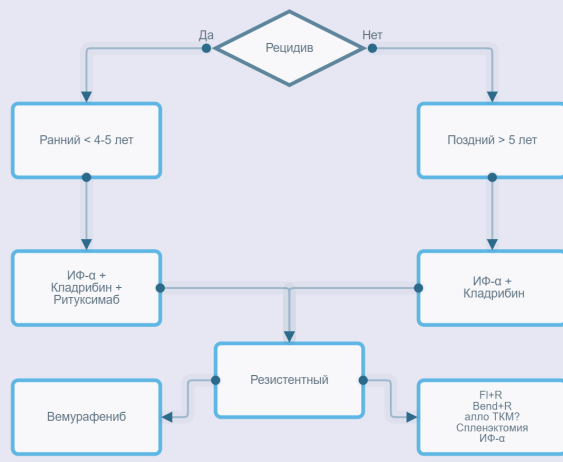 Рецидив
Да
Нет
Ранний < 4-5 лет
Поздний > 5 лет
ИФ-α +
Кладрибин +
Ритуксимаб
ИФ-α +
Кладрибин
Резистентный
Вемурафениб
Fl+R
Bend+R
алло ТКМ?
Спленэктомия
ИФ-α